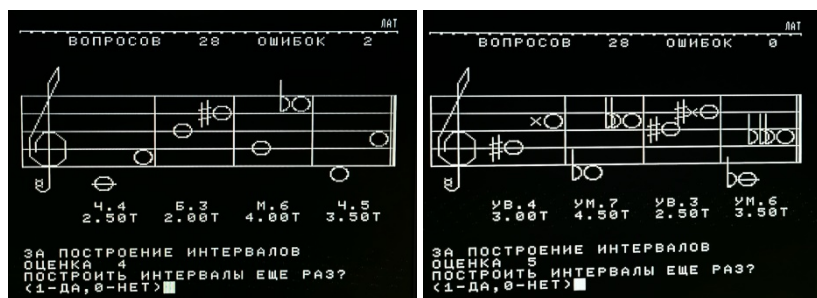 ЛАТ
ВОПРОСОВ 28 ОШИБОК 2
Ч.4 Б.3 М.6 Ч.5
2.50Т 2.00Т 4.00Т 3.50Т
ЗА ПОСТРОЕНИЕ ИНТЕРВАЛОВ
ОЦЕНКА 4
ПОСТРОИТЬ ИНТЕРВАЛЫ ЕЩЕ РАЗ?
(1-ДА,0-НЕТ)
ЛАТ
ВОПРОСОВ 28 ОШИБОК 0
УВ.4 УМ.7 УВ.3 УМ.6
3.00Т 4.50Т 2.50Т 3.50Т
ЗА ПОСТРОЕНИЕ ИНТЕРВАЛОВ
ОЦЕНКА 5
ПОСТРОИТЬ ИНТЕРВАЛЫ ЕЩЕ РАЗ?
(1-ДА,0-НЕТ)